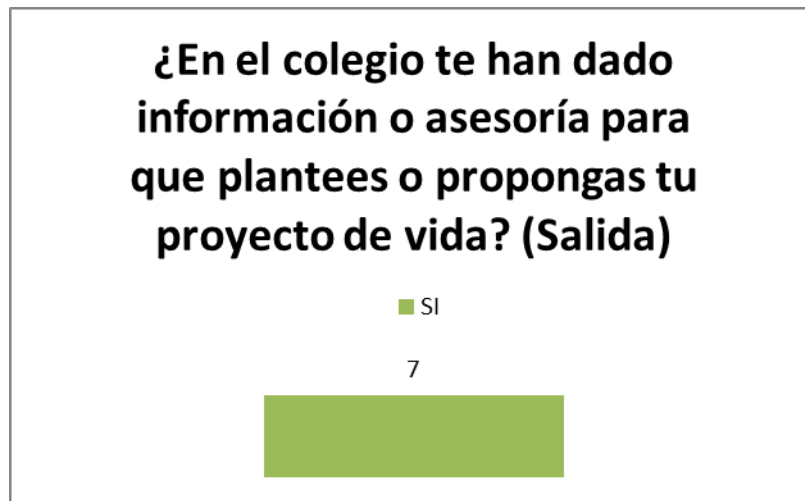 ¿En el colegio te han dado
información o asesoría para
que plantees o propongas tu
proyecto de vida? (Salida)
SI
7